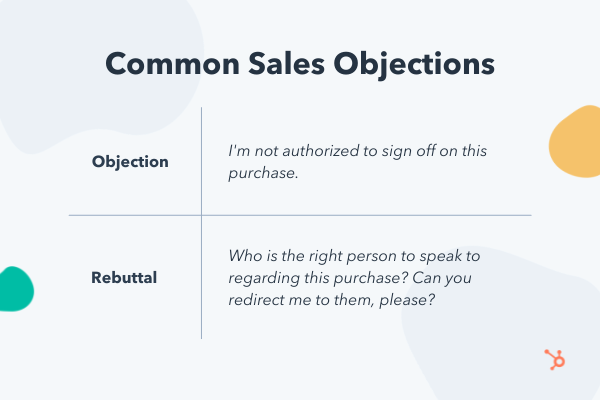 Common Sales Objections
Objection
I'm not authorized to sign off on this
purchase.
Rebuttal
Who is the right person to speak to
regarding this purchase? Can you
redirect me to them, please?